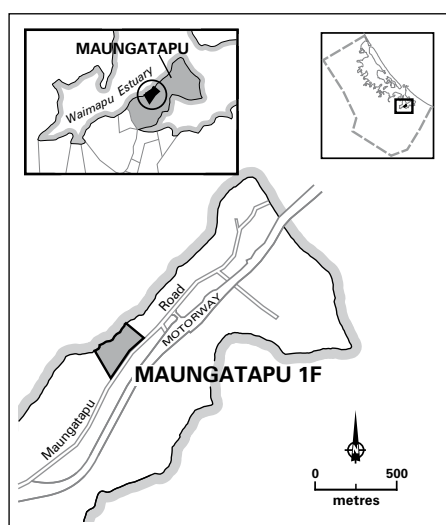 MAUNGATAPU
Waimapu Estuary
Road
MOTORWAY
MAUNGATAPU 1F
Maungatapu
N
0 500
metres